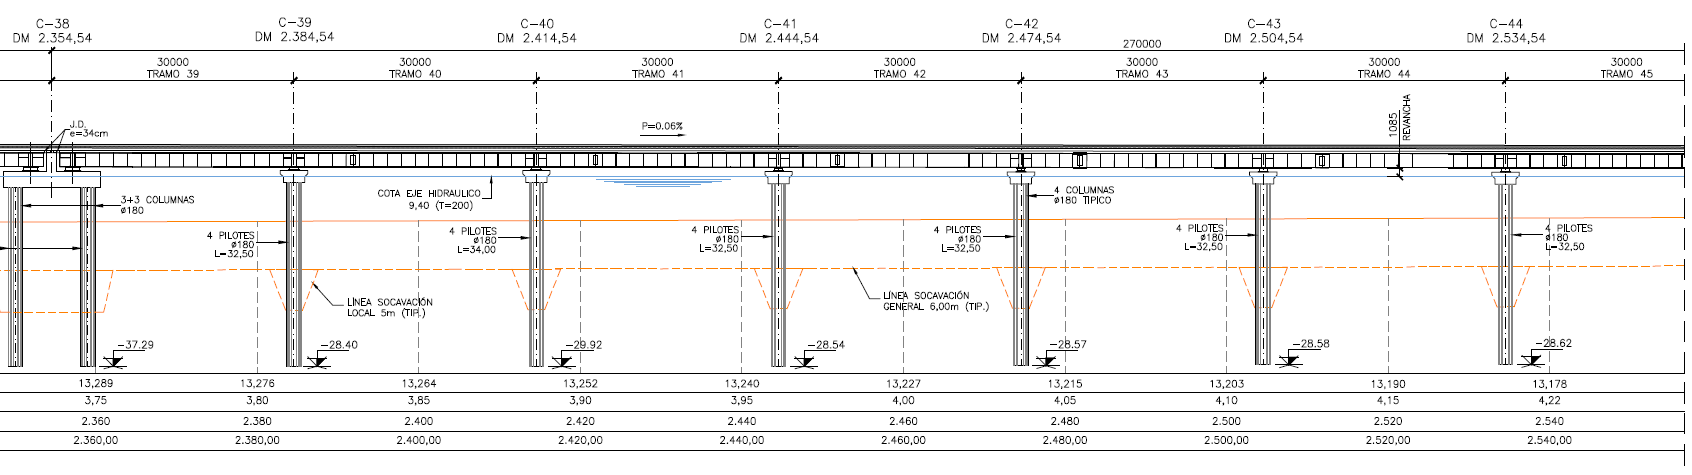 C-38 C-39 C-40 C-41 C-42 C-43 C-44
DM 2.354,54 DM 2.384,54 DM 2.414,54 DM 2.444,54 DM 2.474,54 DM 2.504,54 DM 2.534,54
270000
30000 30000 30000 30000 30000 30000 30000
TRAMO 39 TRAMO 40 TRAMO 41 TRAMO 42 TRAMO 43 TRAMO 44 TRAMO 45
J.D.
e=34cm
P=0.06%
1085
REVANCHA
COTA EJE HIDRAULICO
9,40 (T=200)
3+3 COLUMNAS
ø180
4 COLUMNAS
ø180 TIPICO
4 PILOTES
ø180
L=32,50
4 PILOTES
ø180
L=34,00
4 PILOTES
ø180
L=32,50
4 PILOTES
ø180
L=32,50
4 PILOTES
ø180
L=32,50
4 PILOTES
ø180
L=32,50
LÍNEA SOCAVACIÓN
LOCAL 5m (TIP.)
LÍNEA SOCAVACIÓN
GENERAL 6,00m (TIP.)
-37.29 -28.40 -29.92 -28.54 -28.57 -28.58 -28.62
13,289 13,276 13,264 13,252 13,240 13,227 13,215 13,203 13,190 13,178
3,75 3,80 3,85 3,90 3,95 4,00 4,05 4,10 4,15 4,22
2.360 2.380 2.400 2.420 2.440 2.460 2.480 2.500 2.520 2.540
2.360,00 2.380,00 2.400,00 2.420,00 2.440,00 2.460,00 2.480,00 2.500,00 2.520,00 2.540,00